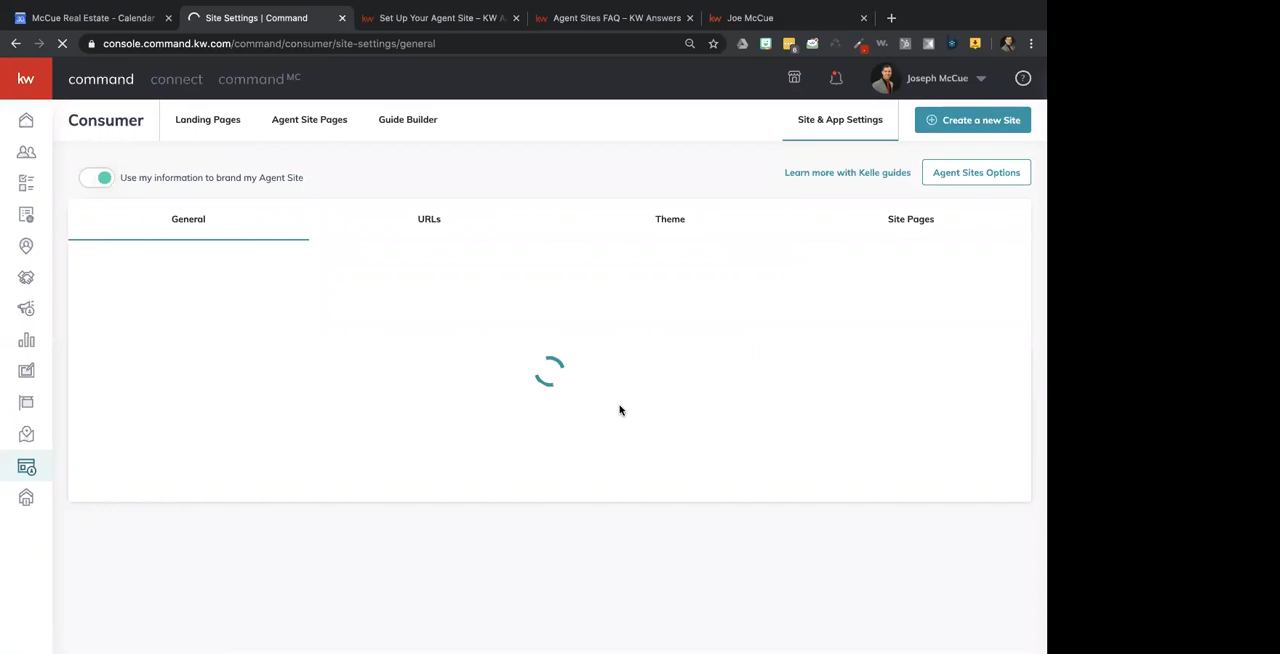 McCue Real Estate - Calendar
Site Settings | Command
kw Set Up Your Agent Site – KW A
kw Agent Sites FAQ – KW Answers
kw Joe McCue
console.command.kw.com/command/consumer/site-settings/general
kw command connect command MC
Joseph McCue
Consumer
Landing Pages
Agent Site Pages
Guide Builder
Site & App Settings
Create a new Site
Use my information to brand my Agent Site
Learn more with Kelle guides
Agent Sites Options
General
URLs
Theme
Site Pages